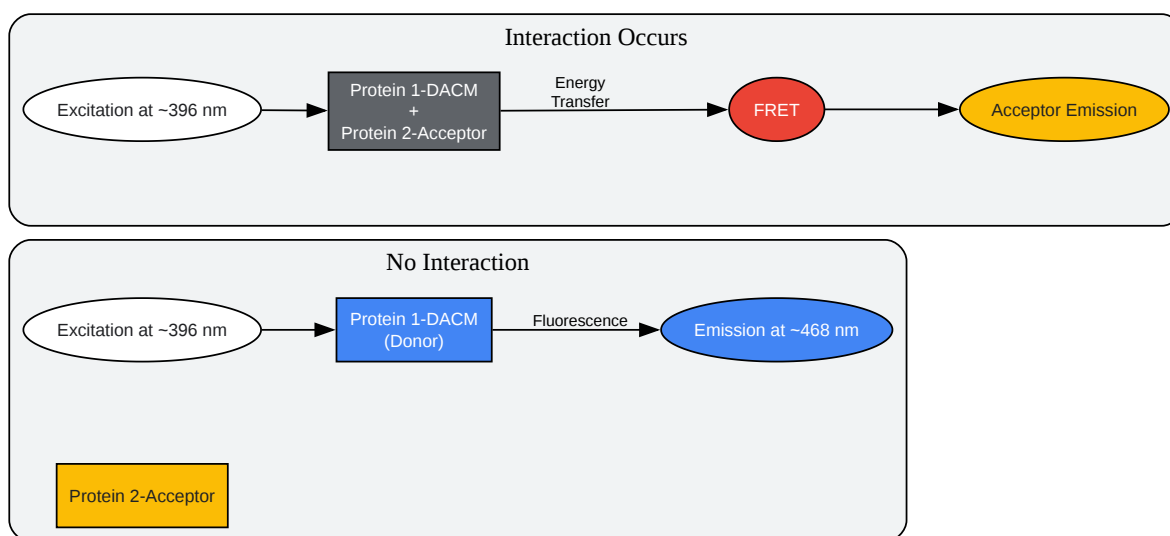 Interaction Occurs
Excitation at ~396 nm
Protein 1-DACM
+
Protein 2-Acceptor
Energy
Transfer
FRET
Acceptor Emission
No Interaction
Excitation at ~396 nm
Protein 1-DACM
(Donor)
Fluorescence
Emission at ~468 nm
Protein 2-Acceptor